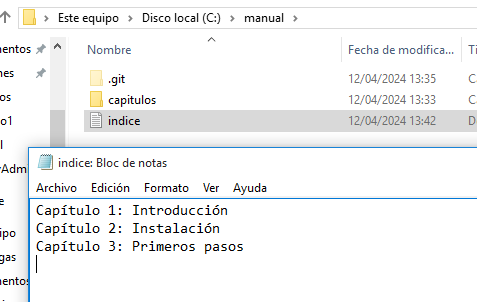 Este equipo > Disco local (C:) > manual >
Nombre Fecha de modifica...
.git 12/04/2024 13:35
capitulos 12/04/2024 13:33
indice 12/04/2024 13:42
indice: Bloc de notas
Archivo Edición Formato Ver Ayuda
Capítulo 1: Introducción
Capítulo 2: Instalación
Capítulo 3: Primeros pasos